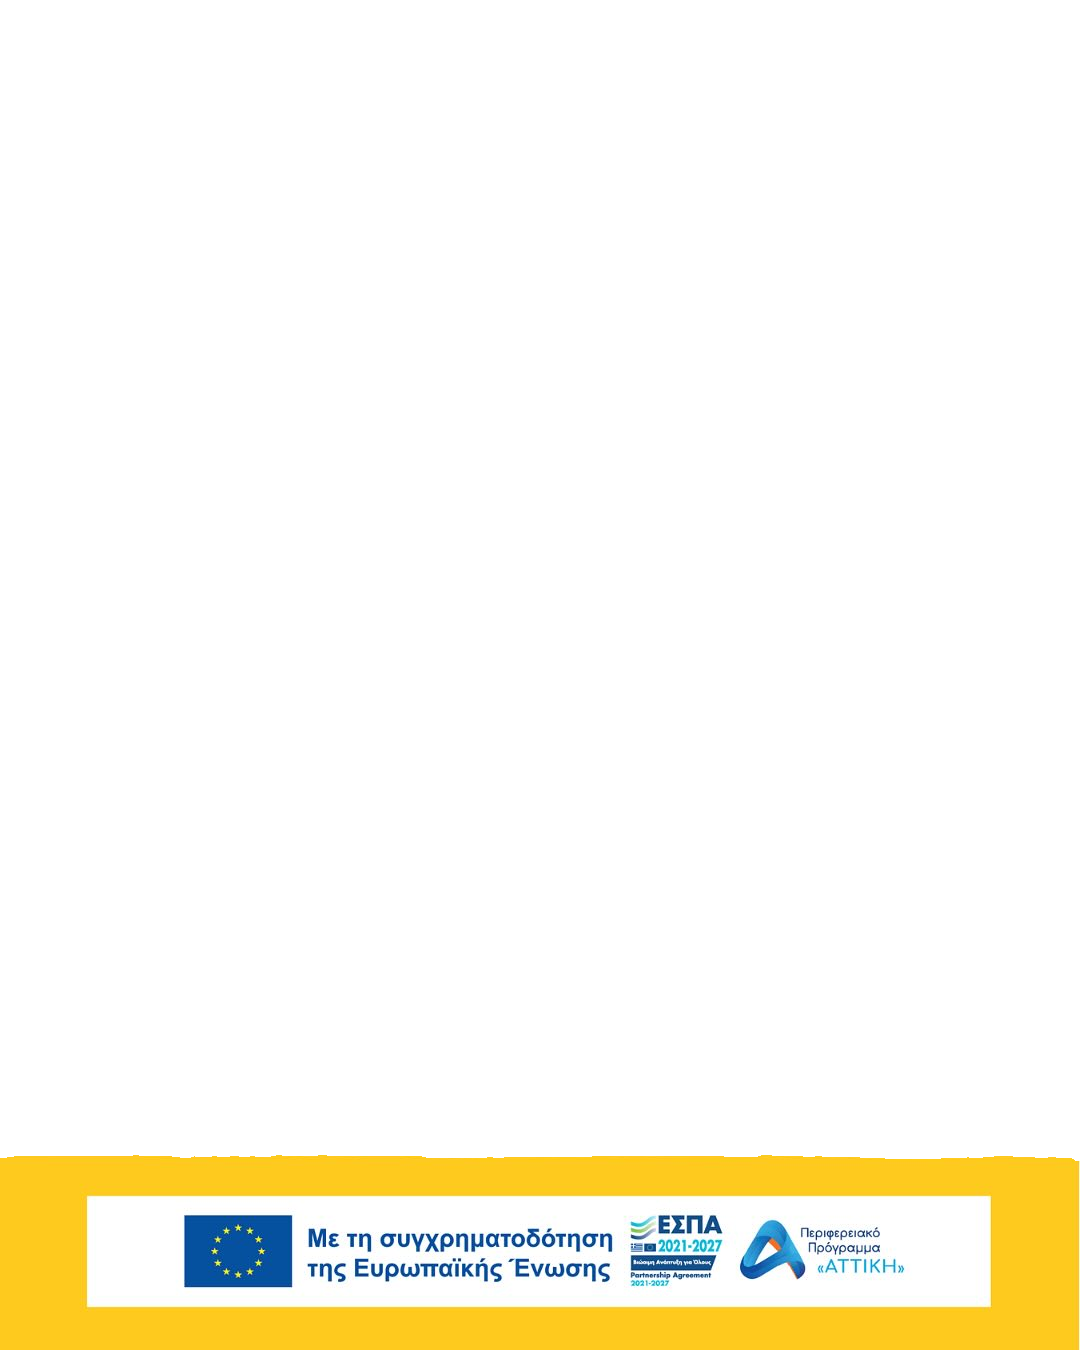 Με τη συγχρηματοδότηση
της Ευρωπαϊκής Ένωσης
ΕΣΠΑ
2021-2027
Βιώσιμη Ανάπτυξη για Όλους
Partnership Agreement
2021-2027
Περιφερειακό
Πρόγραμμα
«ΑΤΤΙΚΗ»